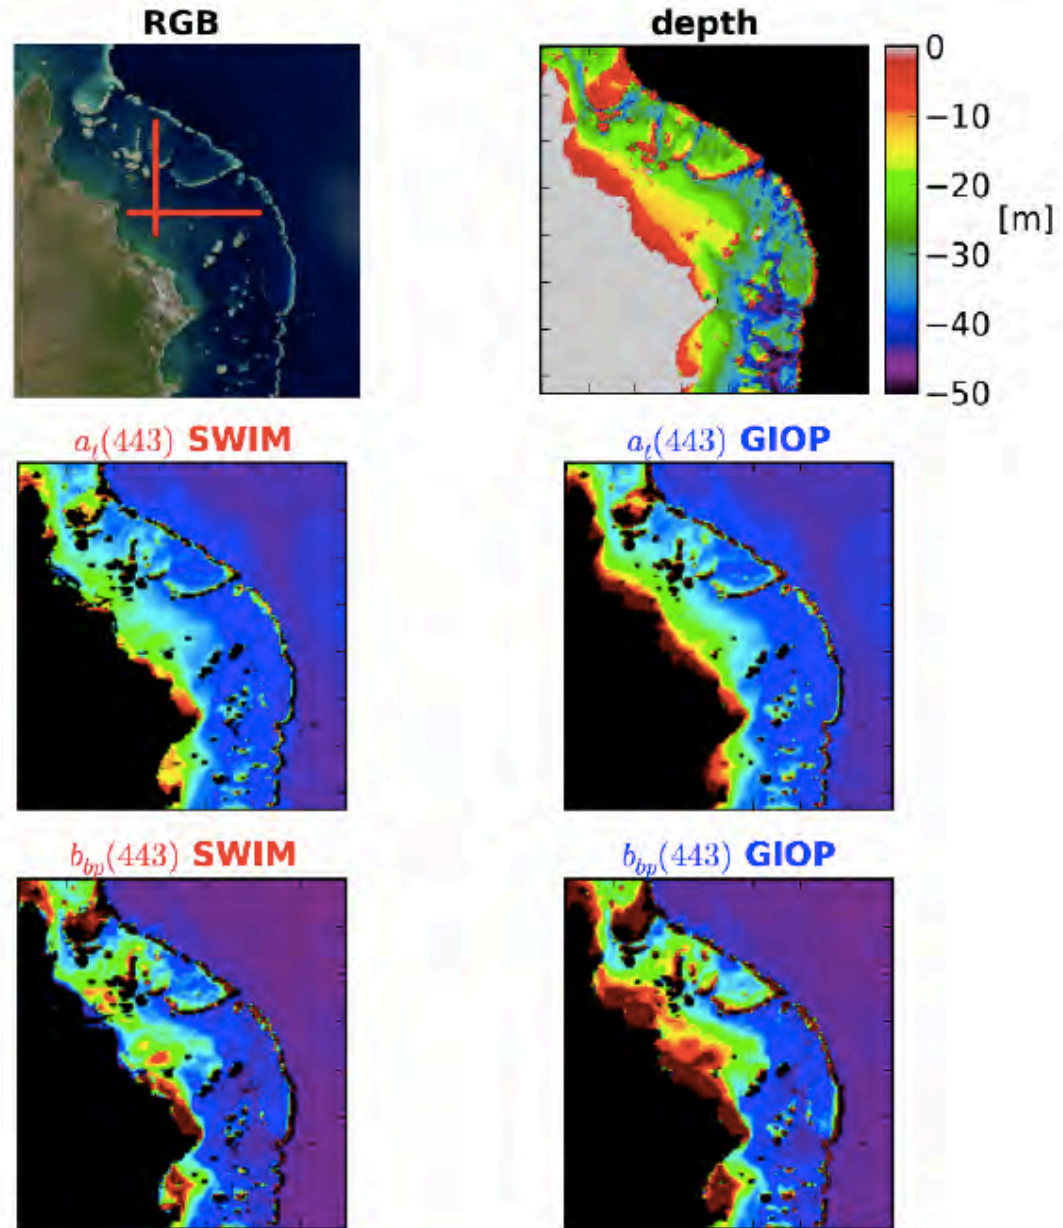 RGB
depth
0
−10
−20
−30
−40
−50
[m]
a_t(443) SWIM
a_t(443) GIOP
b_bp(443) SWIM
b_bp(443) GIOP